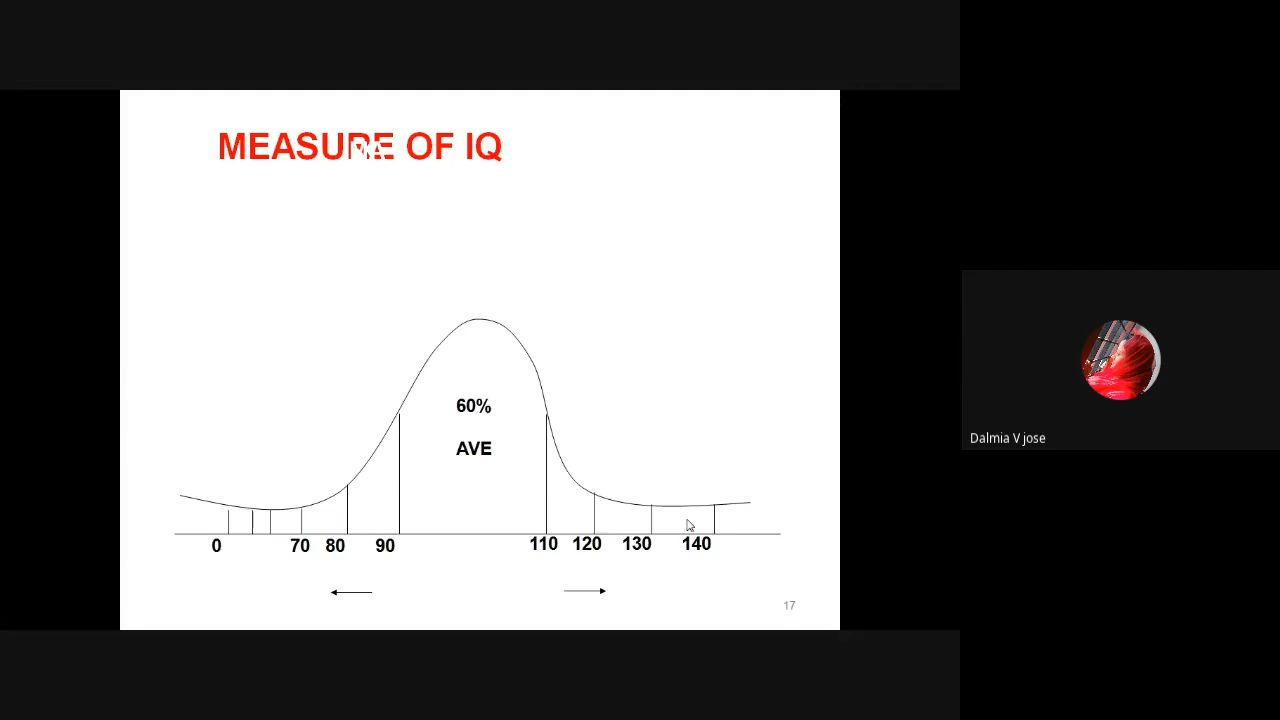 MEASURE OF IQ
60%
AVE
0 70 80 90 110 120 130 140
17
Dalmia V jose